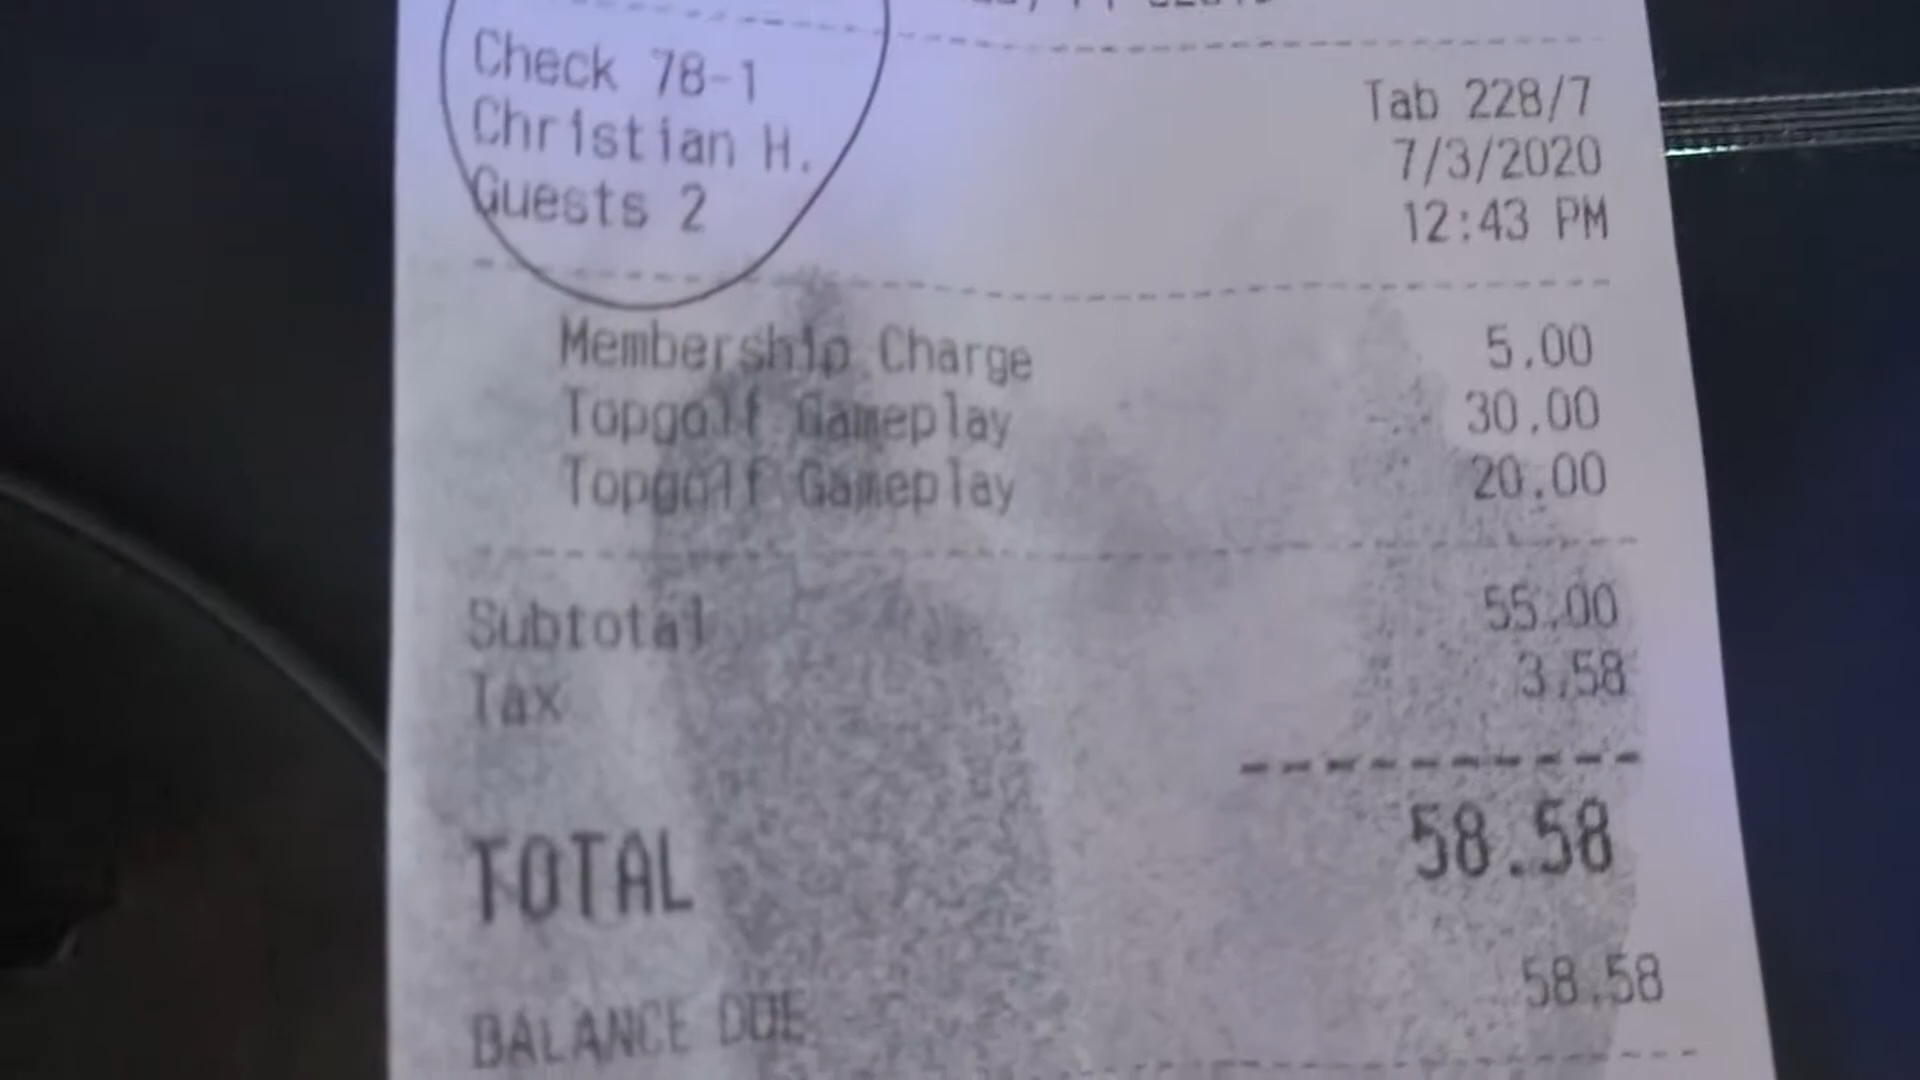 Check 78-1
Tab 228/7
Christian H.
7/3/2020
Guests 2
12:43 PM
Membership Charge 5.00
Topgolf Gameplay 30.00
Topgolf Gameplay 20.00
Subtotal 55.00
Tax 3.58
TOTAL 58.58
BALANCE DUE 58.58